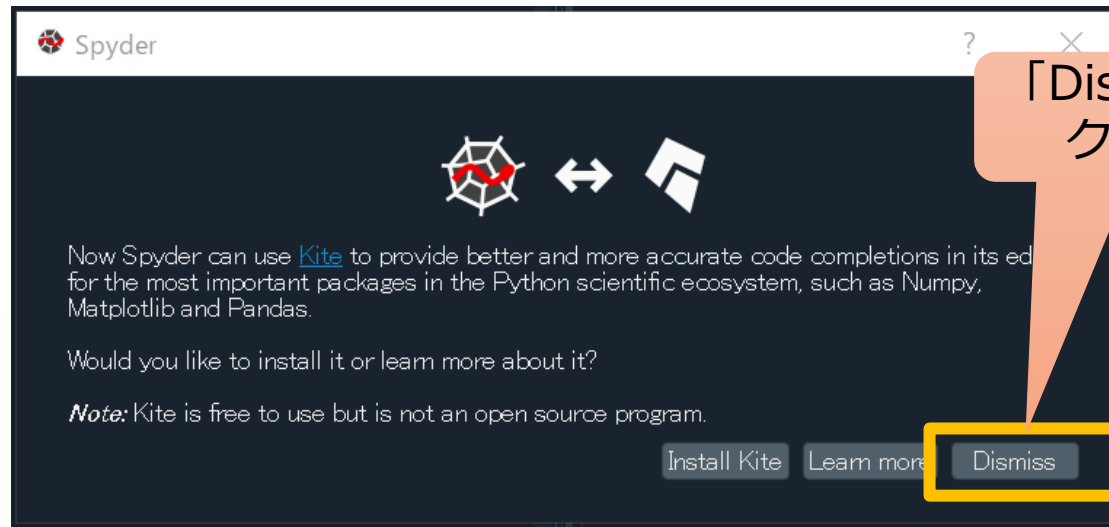 Spyder
「Dis
ク
Now Spyder can use Kite to provide better and more accurate code completions in its ed
for the most important packages in the Python scientific ecosystem, such as Numpy,
Matplotlib and Pandas.
Would you like to install it or learn more about it?
Note: Kite is free to use but is not an open source program.
Install Kite Learn more Dismiss